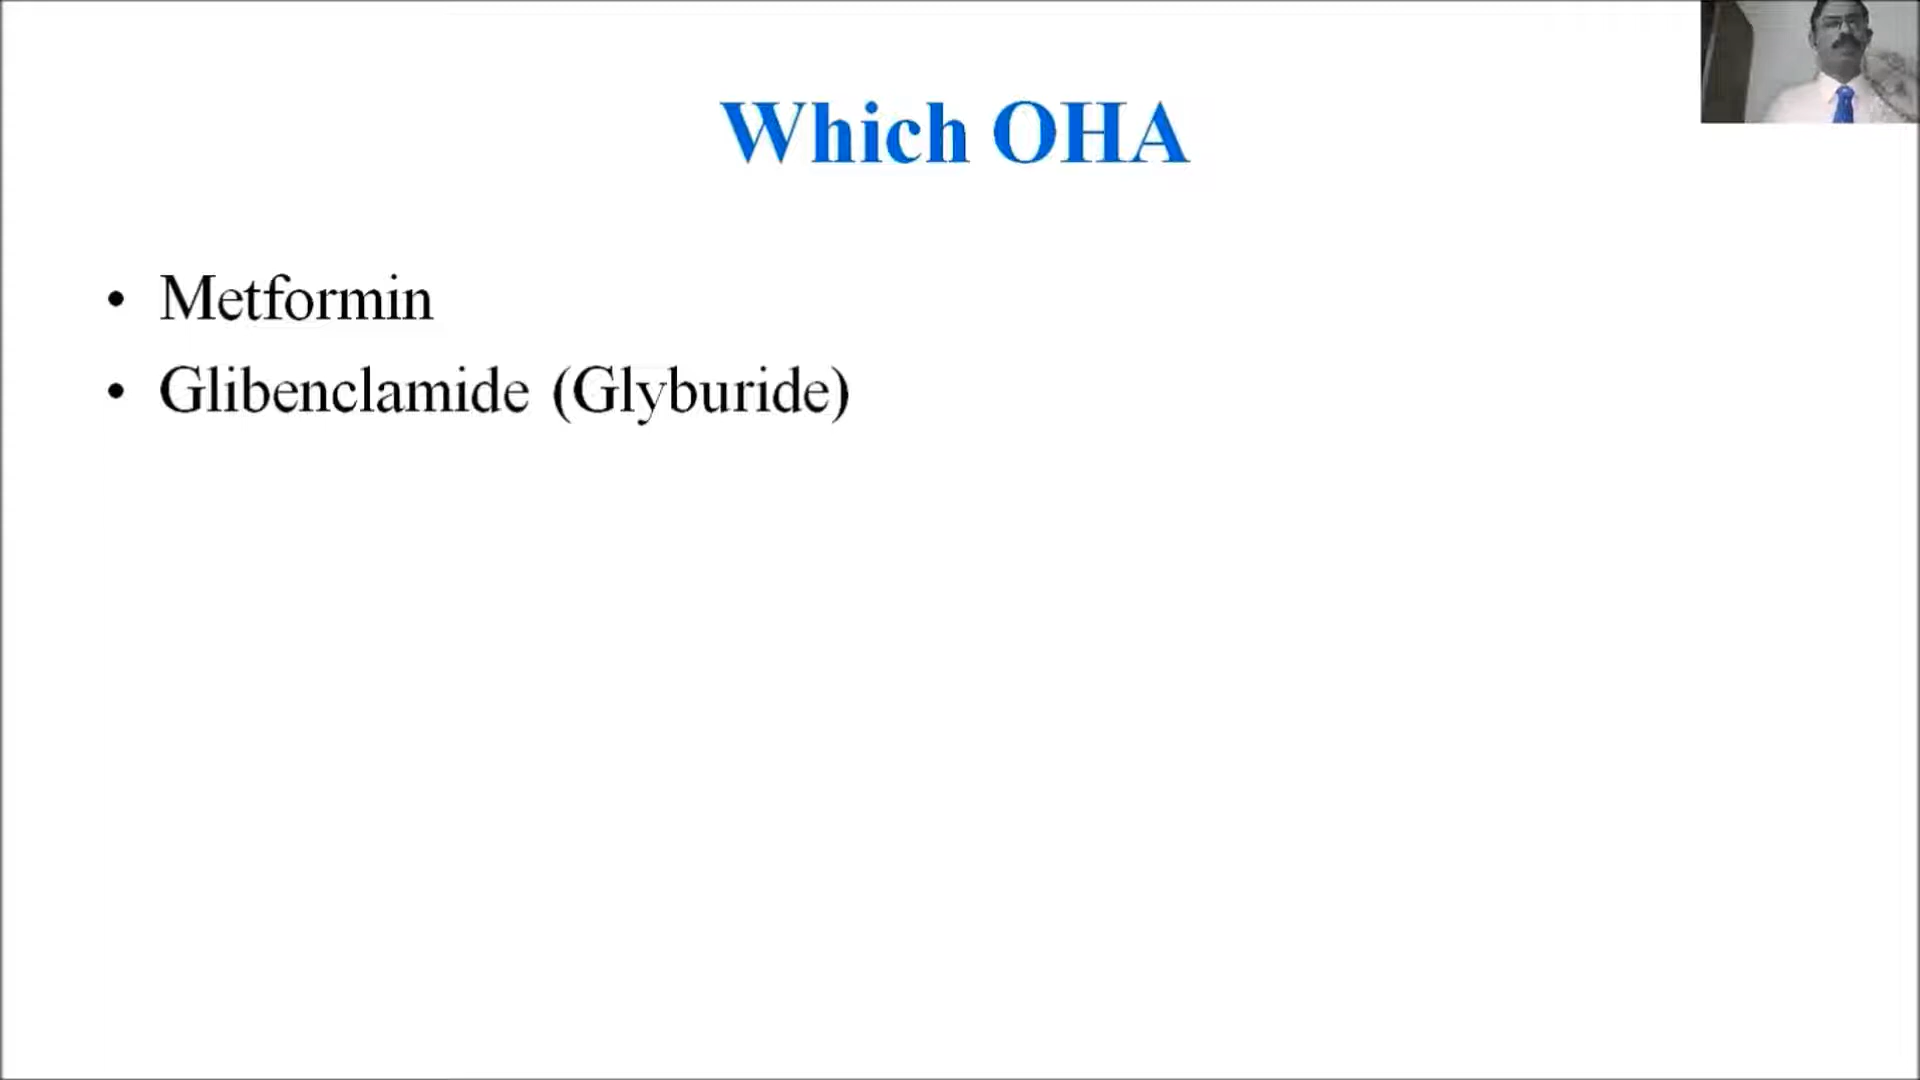 Which OHA
• Metformin
• Glibenclamide (Glyburide)